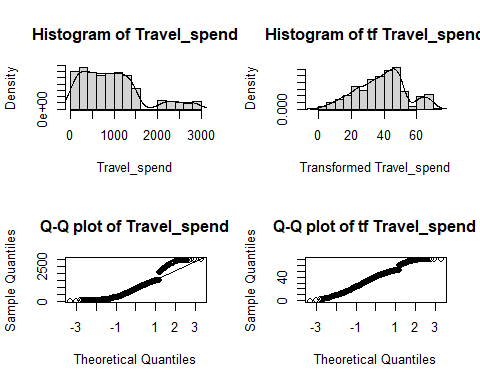 Histogram of Travel_spend
Density
0e+00
0 1000 2000 3000
Travel_spend
Histogram of tf Travel_spend
Density
0.000
0 20 40 60
Transformed Travel_spend
Q-Q plot of Travel_spend
Sample Quantiles
0 2500
-3 -1 1 2 3
Theoretical Quantiles
Q-Q plot of tf Travel_spend
Sample Quantiles
0 40
-3 -1 1 2 3
Theoretical Quantiles